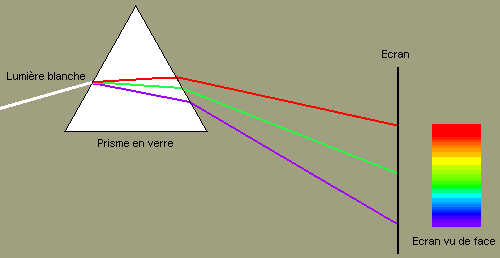 Ecran
Lumière blanche
Prisme en verre
Ecran vu de face